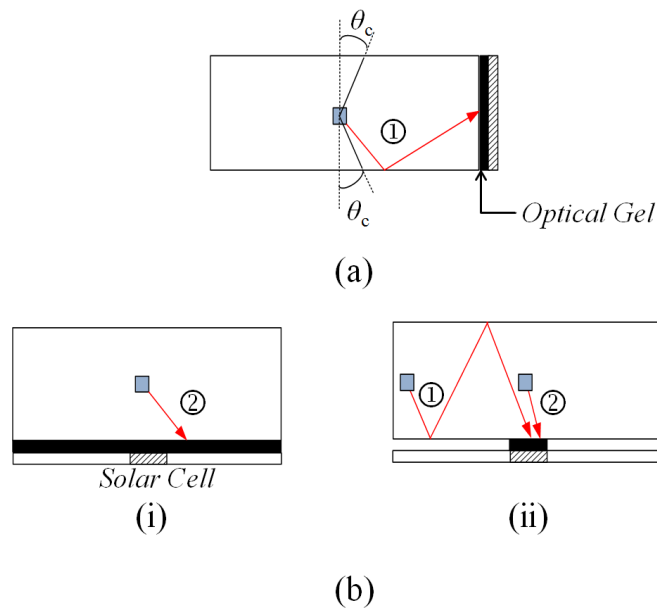 θc
①
θc
Optical Gel
(a)
②
Solar Cell
(i)
①
②
(ii)
(b)